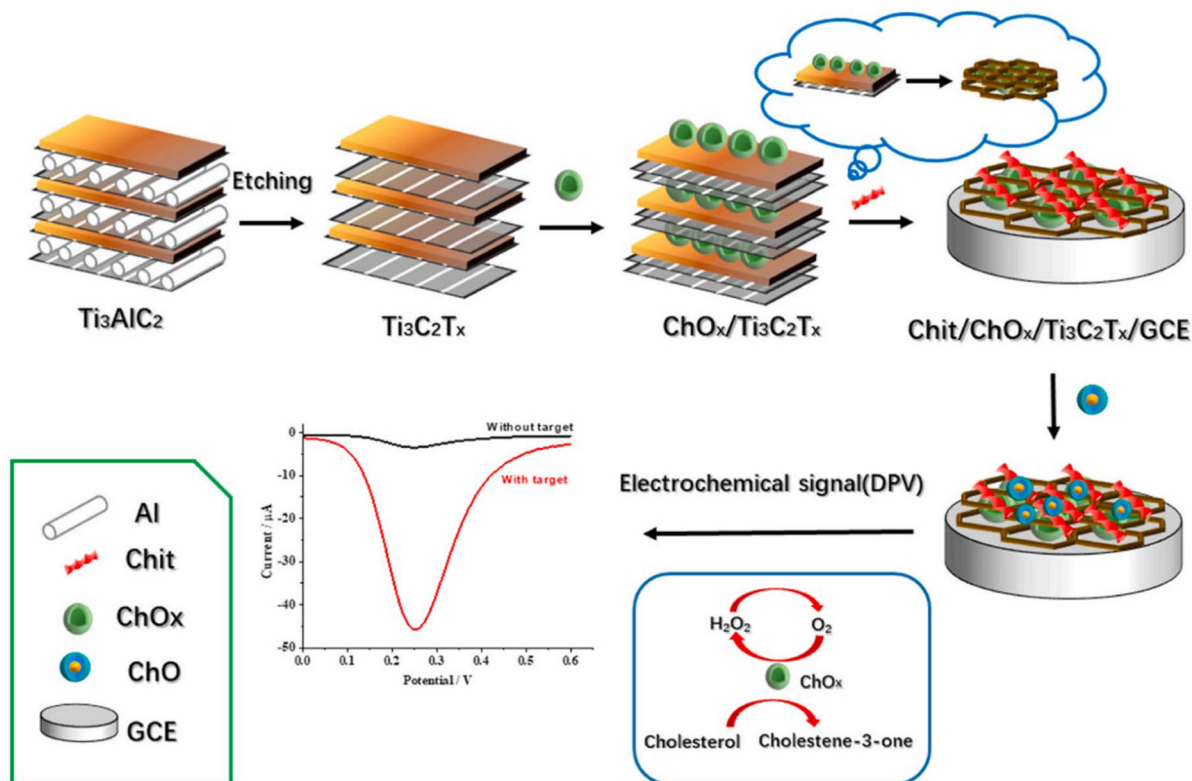 Etching
Ti₃AlC₂
Ti₃C₂Tₓ
ChOₓ/Ti₃C₂Tₓ
Chit/ChOₓ/Ti₃C₂Tₓ/GCE
Al
Chit
ChOx
ChO
GCE
Without target
With target
0
-10
-20
-30
-40
-50
Current / μA
0.0 0.1 0.2 0.3 0.4 0.5 0.6
Potential / V
Electrochemical signal(DPV)
H₂O₂ O₂
ChOₓ
Cholesterol Cholestene-3-one